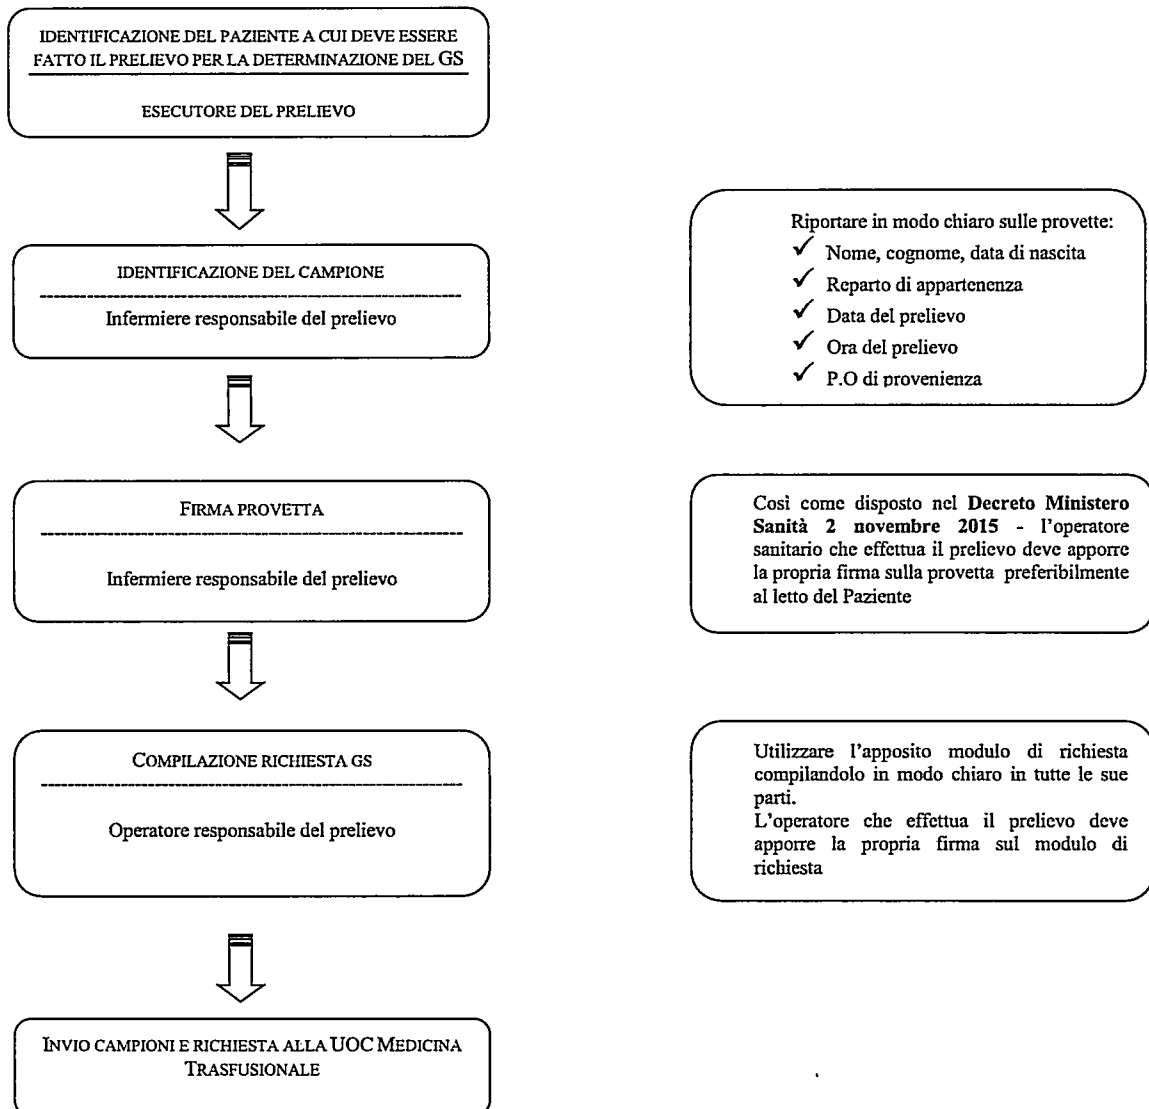 IDENTIFICAZIONE DEL PAZIENTE A CUI DEVE ESSERE
FATTO IL PRELIEVO PER LA DETERMINAZIONE DEL GS
ESECUTORE DEL PRELIEVO
IDENTIFICAZIONE DEL CAMPIONE
Infermiere responsabile del prelievo
Riportare in modo chiaro sulle provette:
✓ Nome, cognome, data di nascita
✓ Reparto di appartenenza
✓ Data del prelievo
✓ Ora del prelievo
✓ P.O di provenienza
FIRMA PROVETTA
Infermiere responsabile del prelievo
Così come disposto nel Decreto Ministero
Sanità 2 novembre 2015 - l'operatore
sanitario che effettua il prelievo deve apporre
la propria firma sulla provetta preferibilmente
al letto del Paziente
COMPILAZIONE RICHIESTA GS
Operatore responsabile del prelievo
Utilizzare l'apposito modulo di richiesta
compilandolo in modo chiaro in tutte le sue
parti.
L'operatore che effettua il prelievo deve
apporre la propria firma sul modulo di
richiesta
INVIO CAMPIONI E RICHIESTA ALLA UOC MEDICINA
TRASFUSIONALE